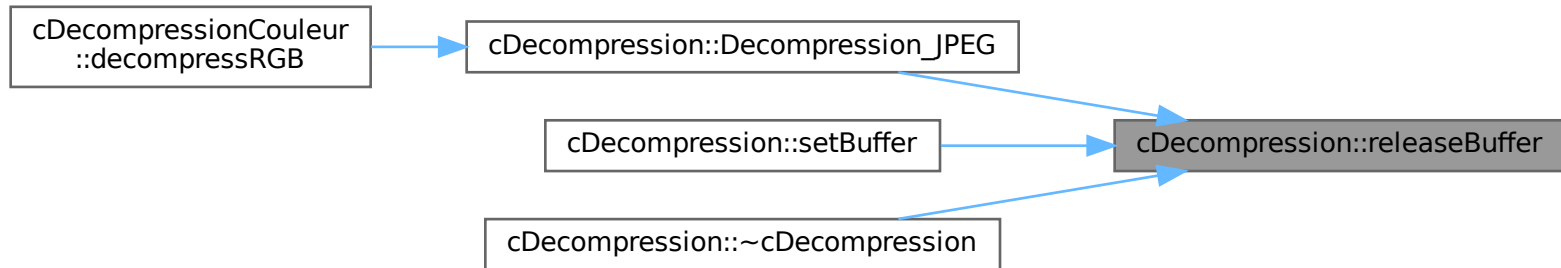 cDecompressionCouleur
::decompressRGB
cDecompression::Decompression_JPEG
cDecompression::setBuffer
cDecompression::~cDecompression
cDecompression::releaseBuffer